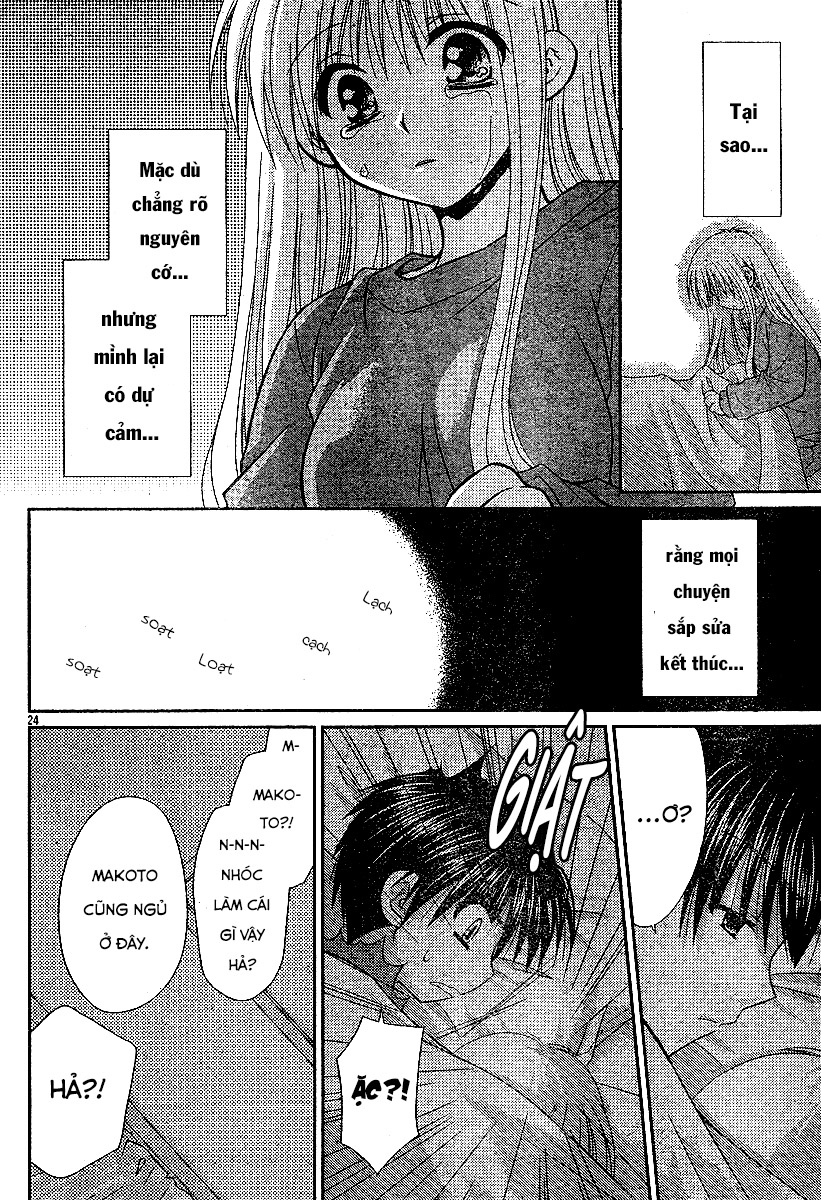 Tại
sao...
Mặc dù
chẳng rõ
nguyên
cớ...
nhưng
mình lại
có dự
cảm...
rằng mọi
chuyện
sắp sửa
kết thúc...
Lạch
cạch
Loạt
soạt
soạt
24
...Ơ?
GIẬT
ẶC?!
M-
MAKO-
TO?!
N-N-N-
NHÓC
LÀM CÁI
GÌ VẬY
HẢ?
MAKOTO
CŨNG NGỦ
Ở ĐÂY.
HẢ?!